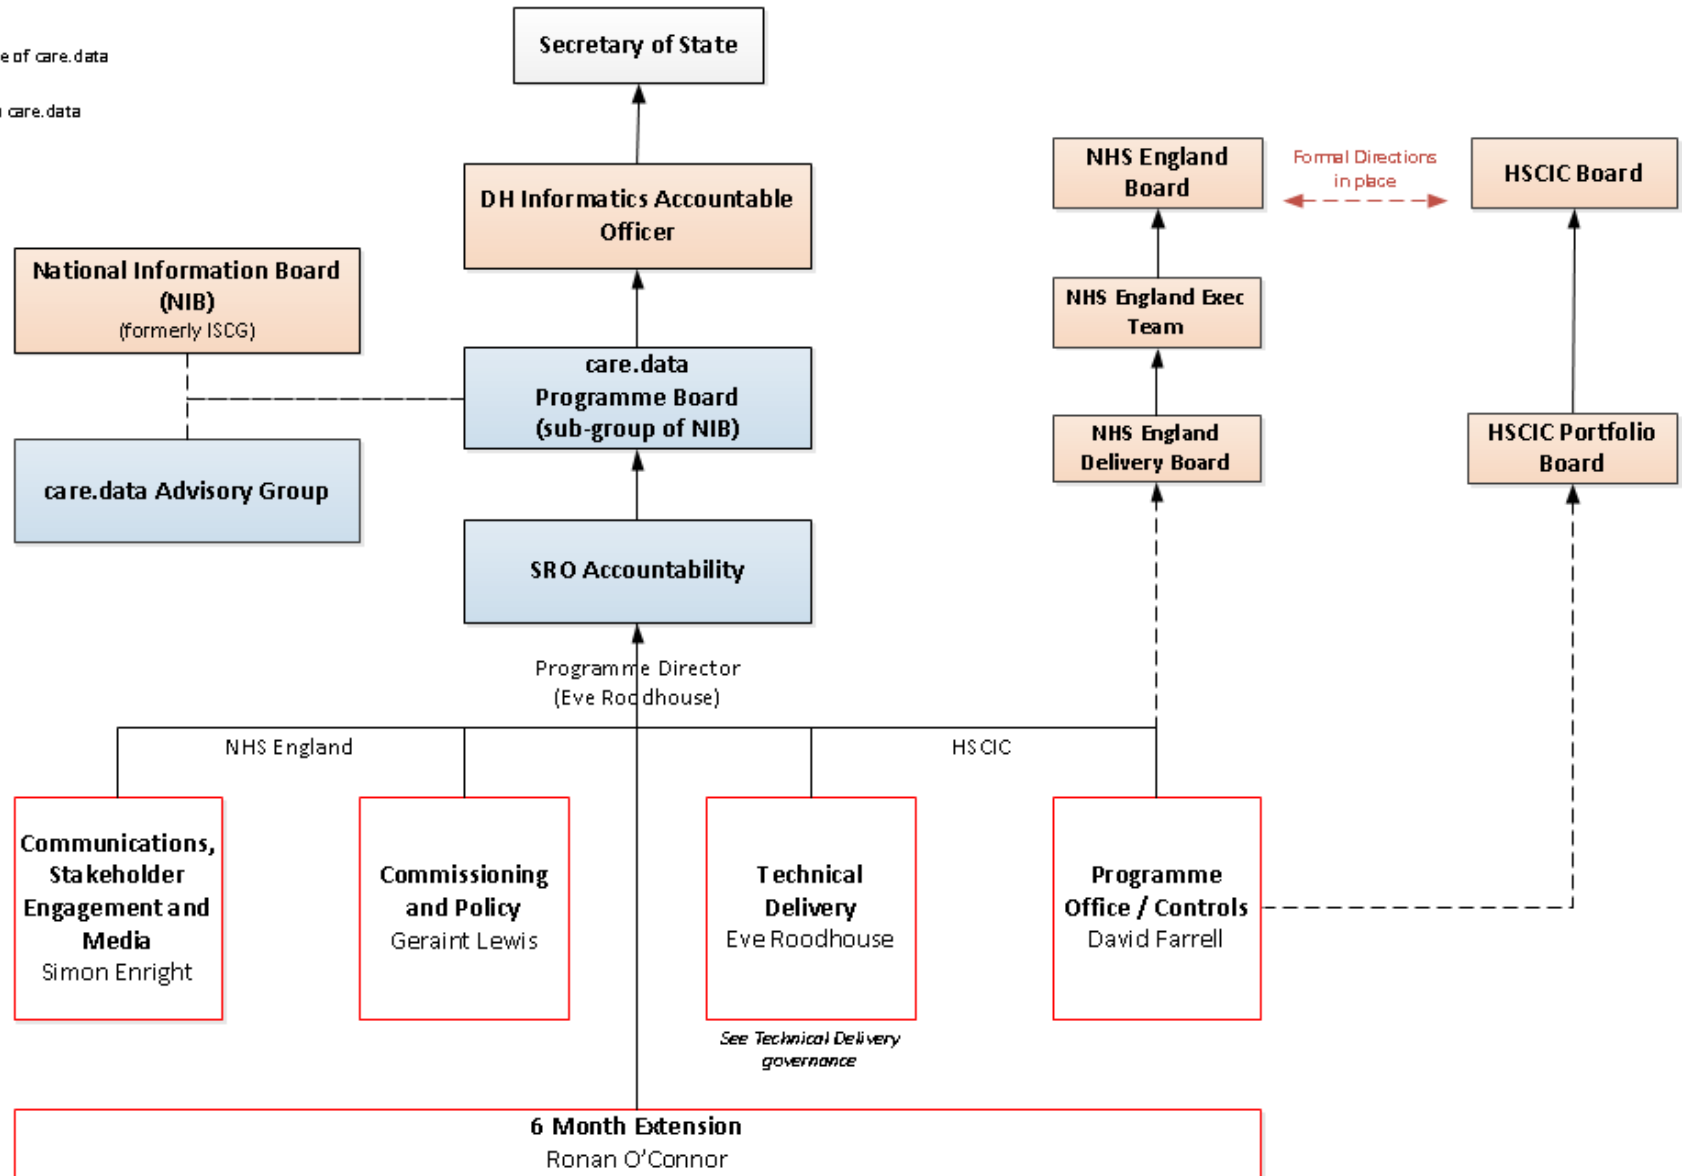 e of care.data
care.data
Secretary of State
DH Informatics Accountable
Officer
National Information Board
(NIB)
(formerly ISCG)
care.data
Programme Board
(sub-group of NIB)
care.data Advisory Group
SRO Accountability
NHS England
Board
Formal Directions
in place
HSCIC Board
NHS England Exec
Team
NHS England
Delivery Board
HSCIC Portfolio
Board
Programme Director
(Eve Roodhouse)
NHS England
HSCIC
Communications,
Stakeholder
Engagement and
Media
Simon Enright
Commissioning
and Policy
Geraint Lewis
Technical
Delivery
Eve Roodhouse
Programme
Office / Controls
David Farrell
See Technical Delivery
governance
6 Month Extension
Ronan O'Connor